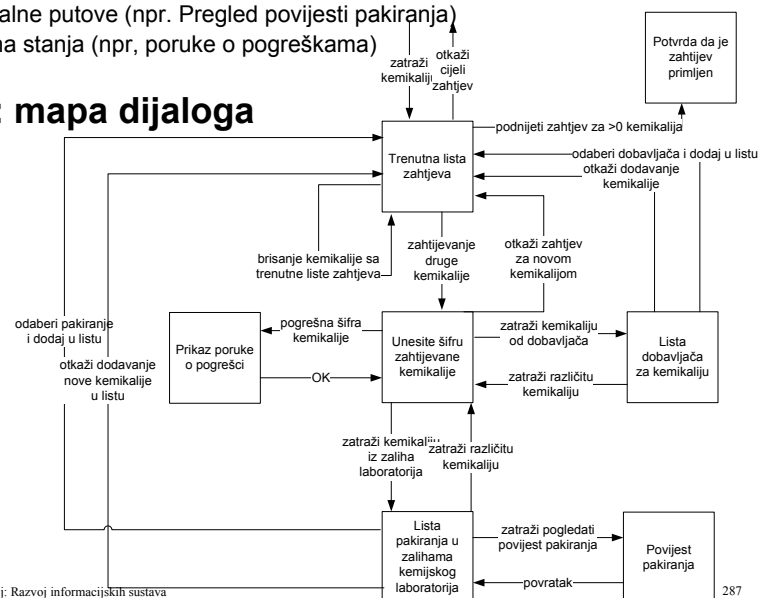 alne putove (npr. Pregled povijesti pakiranja)
na stanja (npr, poruke o pogreškama)
: mapa dijaloga
zatraži
kemikaliju
otkaži
cijeli
zahtjev
Potvrda da je
zahtijev
primljen
Trenutna lista
zahtjeva
podnijeti zahtjev za >0 kemikalija
odaberi dobavljača i dodaj u listu
otkaži dodavanje
kemikalije
brisanje kemikalije sa
trenutne liste zahtjeva
zahtijevanje
druge
kemikalije
otkaži zahtjev
za novom
kemikalijom
odaberi pakiranje
i dodaj u listu
otkaži dodavanje
nove kemikalije
u listu
Prikaz poruke
o pogrešci
pogrešna šifra
kemikalije
OK
Unesite šifru
zahtijevane
kemikalije
zatraži kemikaliju
od dobavljača
zatraži različitu
kemikaliju
Lista
dobavljača
za kemikaliju
zatraži kemikaliju
iz zaliha
laboratorija
zatraži različitu
kemikaliju
Lista
pakiranja u
zalihama
kemijskog
laboratorija
zatraži pogledati
povijest pakiranja
povratak
Povijest
pakiranja
j: Razvoj informacijskih sustava
287